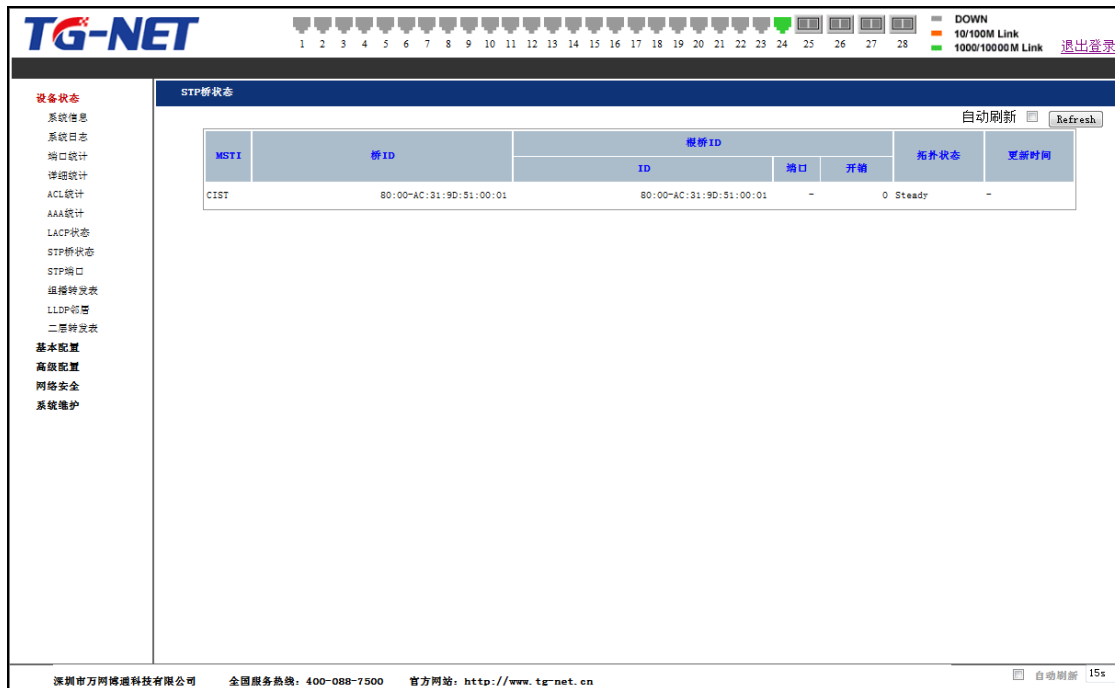 TG-NET
1 2 3 4 5 6 7 8 9 10 11 12 13 14 15 16 17 18 19 20 21 22 23 24 25 26 27 28
DOWN
10/100M Link
1000/10000M Link
退出登录
设备状态
系统信息
系统日志
端口统计
详细统计
ACL统计
AAA统计
LACP状态
STP桥状态
STP端口
组播转发表
LLDP邻居
二层转发表
基本配置
高级配置
网络安全
系统维护
STP桥状态
自动刷新 Refresh
MSTI 桥ID 根桥ID 拓扑状态 更新时间
ID 端口 开销
CIST 80:00-AC:31:9D:51:00:01 80:00-AC:31:9D:51:00:01 - 0 Steady -
深圳市万网博通科技有限公司 全国服务热线: 400-088-7500 官方网站: http://www.tg-net.cn
自动刷新 15s